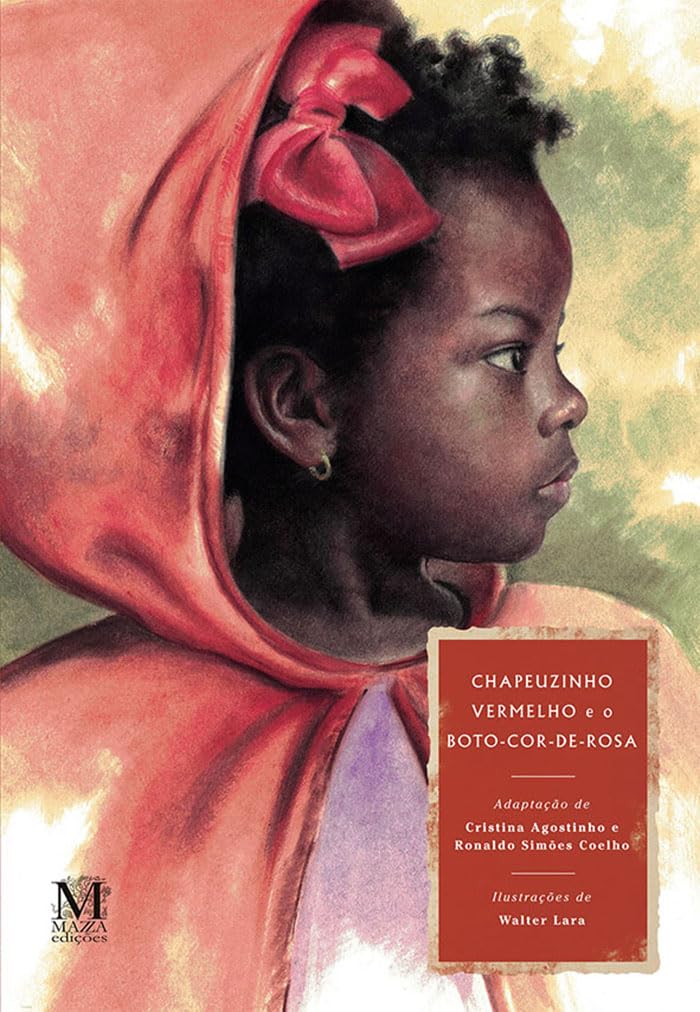 CHAPEUZINHO
VERMELHO e o
BOTO-COR-DE-ROSA
Adaptação de
Cristina Agostinho e
Ronaldo Simões Coelho
Ilustrações de
Walter Lara
M
MAZZA
edições